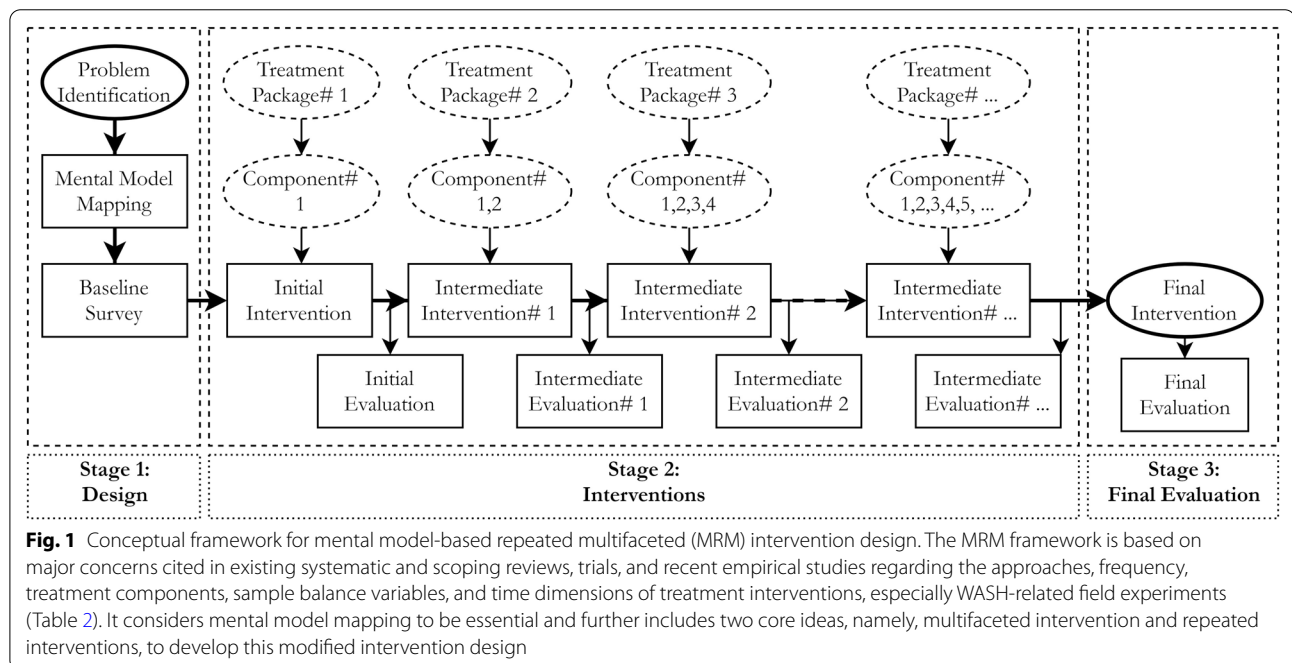 Problem
Identification
Mental Model
Mapping
Baseline
Survey
Treatment
Package# 1
Component#
1
Initial
Intervention
Initial
Evaluation
Treatment
Package# 2
Component#
1,2
Intermediate
Intervention# 1
Intermediate
Evaluation# 1
Treatment
Package# 3
Component#
1,2,3,4
Intermediate
Intervention# 2
Intermediate
Evaluation# 2
Treatment
Package# ...
Component#
1,2,3,4,5, ...
Intermediate
Intervention# ...
Intermediate
Evaluation# ...
Final
Intervention
Final
Evaluation
Stage 1:
Design
Stage 2:
Interventions
Stage 3:
Final Evaluation
Fig. 1 Conceptual framework for mental model-based repeated multifaceted (MRM) intervention design. The MRM framework is based on
major concerns cited in existing systematic and scoping reviews, trials, and recent empirical studies regarding the approaches, frequency,
treatment components, sample balance variables, and time dimensions of treatment interventions, especially WASH-related field experiments
(Table 2). It considers mental model mapping to be essential and further includes two core ideas, namely, multifaceted intervention and repeated
interventions, to develop this modified intervention design